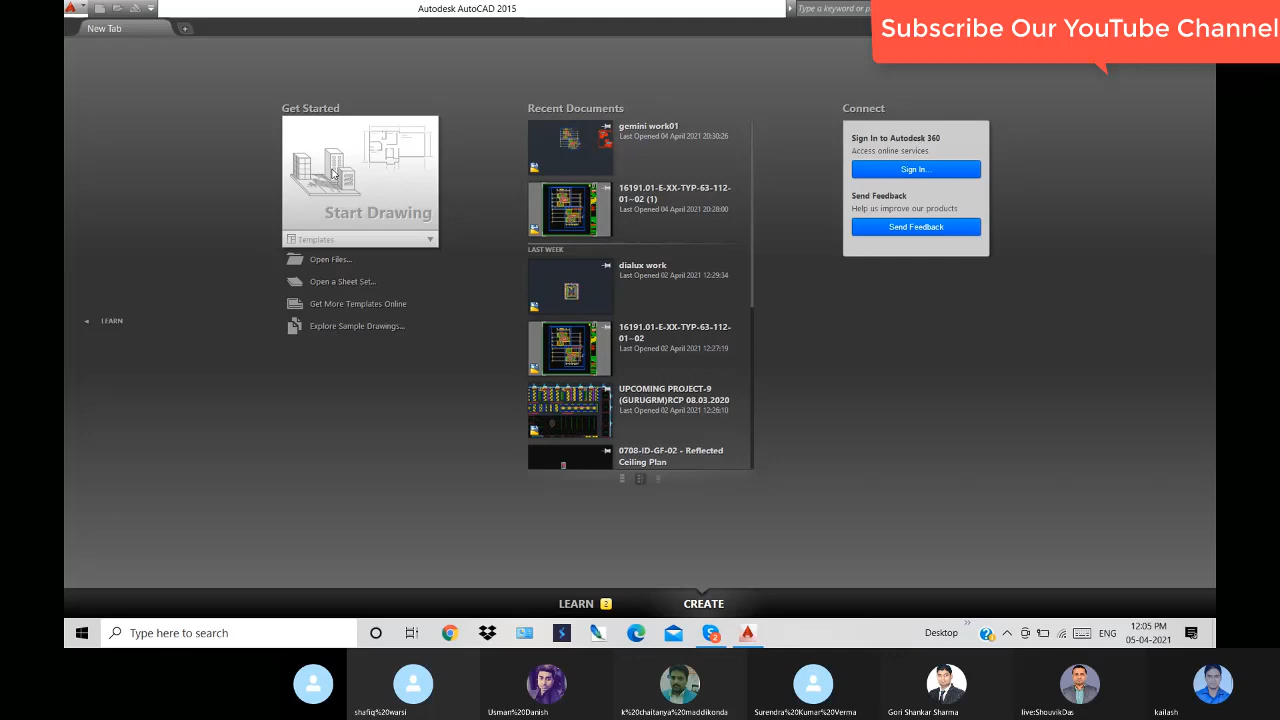 Autodesk AutoCAD 2015
Type a keyword or p
Subscribe Our YouTube Channel
New Tab
Get Started
Start Drawing
Templates
Open Files...
Open a Sheet Set...
Get More Templates Online
Explore Sample Drawings...
LEARN
Recent Documents
gemini work01
Last Opened 04 April 2021 20:30:26
16191.01-E-XX-TYP-63-112-
01~02 (1)
Last Opened 04 April 2021 20:28:00
LAST WEEK
dialux work
Last Opened 02 April 2021 12:29:34
16191.01-E-XX-TYP-63-112-
01~02
Last Opened 02 April 2021 12:27:19
UPCOMING PROJECT-9
(GURUGRM)RCP 08.03.2020
Last Opened 02 April 2021 12:26:10
0708-ID-GF-02 - Reflected
Ceiling Plan
Connect
Sign In to Autodesk 360
Access online services
Sign In...
Send Feedback
Help us improve our products
Send Feedback
LEARN 2
CREATE
Type here to search
2
Desktop
»
ENG
12:05 PM
05-04-2021
shafiq%20warsi
Usman%20Danish
k%20chaitanya%20maddikonda
Surendra%20Kumar%20Verma
Gori Shankar Sharma
live:ShouvikDas
kailash